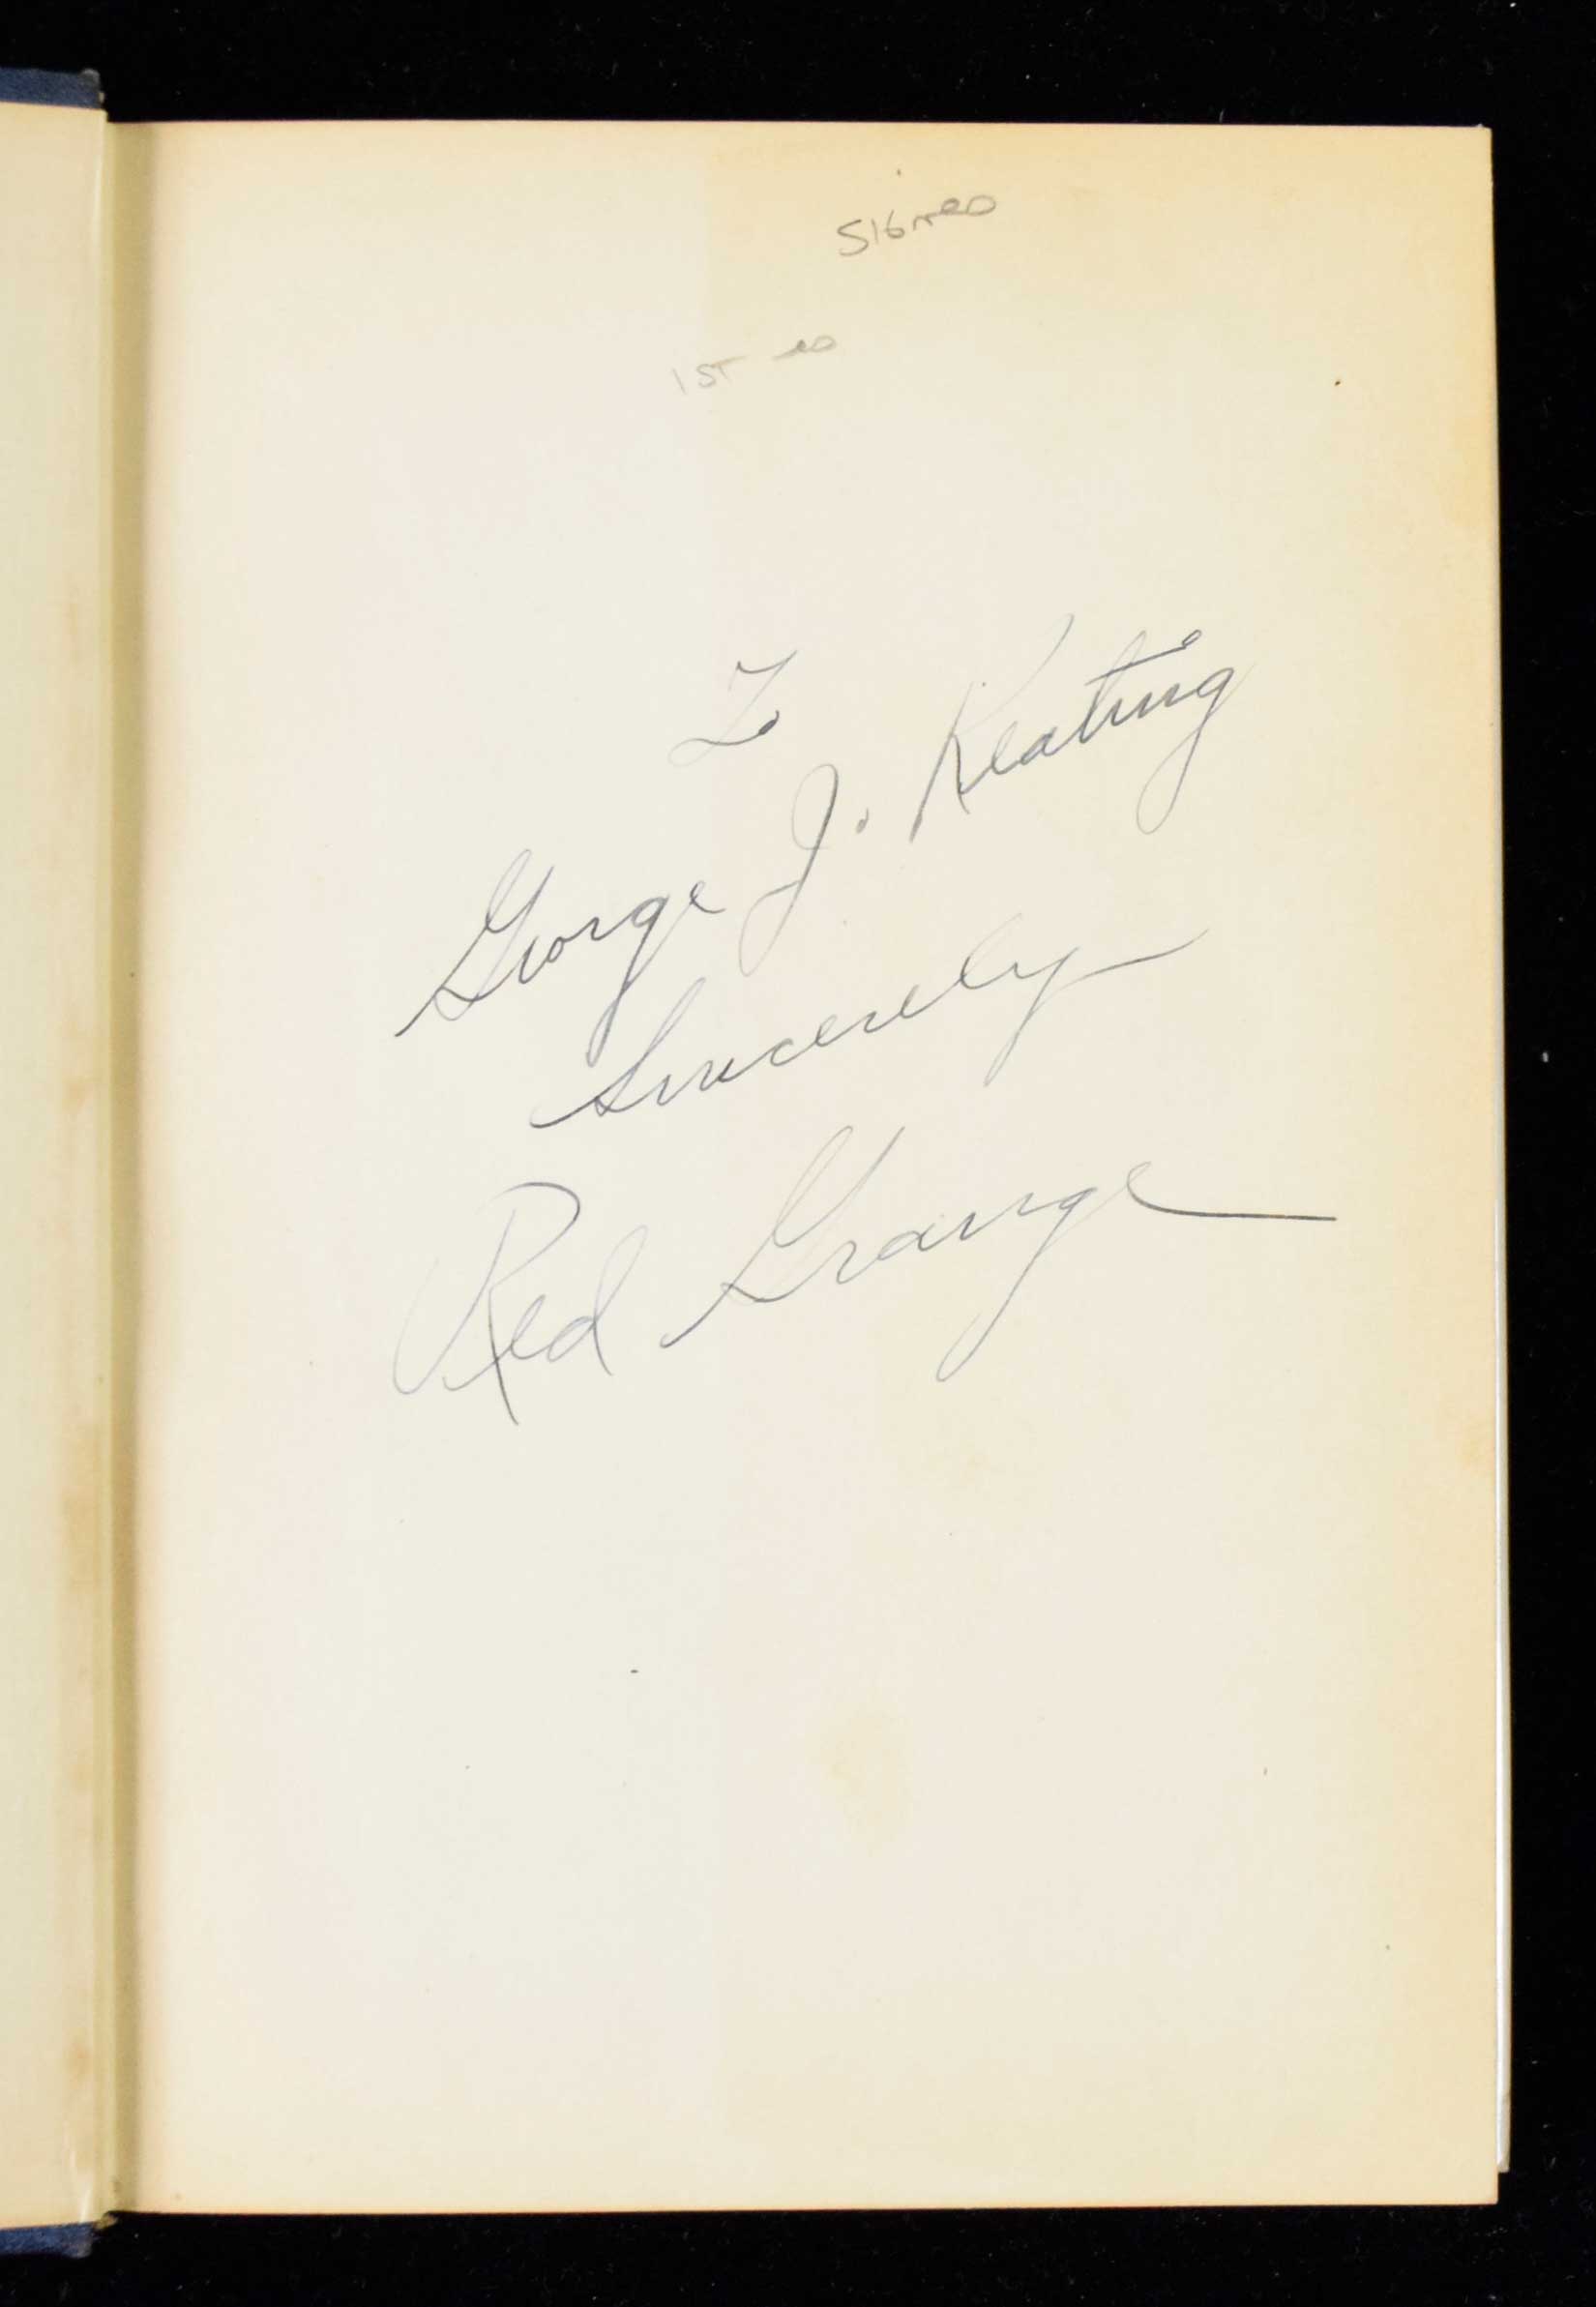 SIGNED
1ST ED
To
George J. Keating
Sincerely
Red Grange